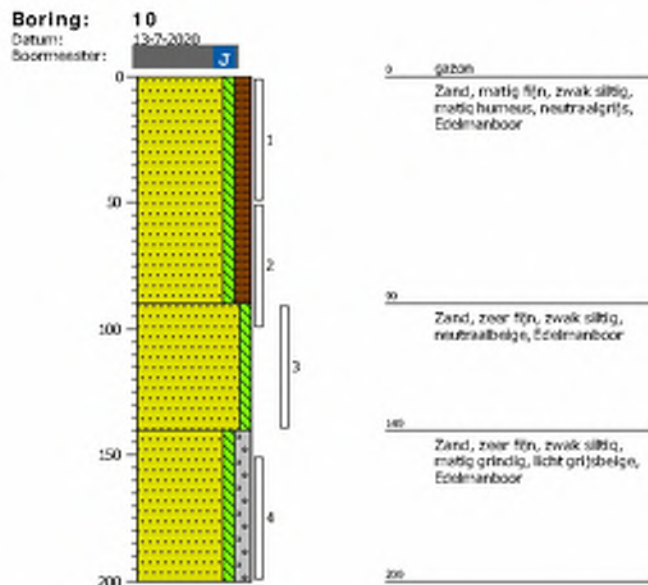 Boring: 10
Datum: 13-7-2020
Boormeester: J
0
50
100
150
200
1
2
3
4
0 gazon
Zand, matig fijn, zwak siltig,
matig humeus, neutraalgrijs,
Edelmanboor
90
Zand, zeer fijn, zwak siltig,
neutraalbeige, Edelmanboor
140
Zand, zeer fijn, zwak siltig,
matig grindig, licht grijsbeige,
Edelmanboor
200